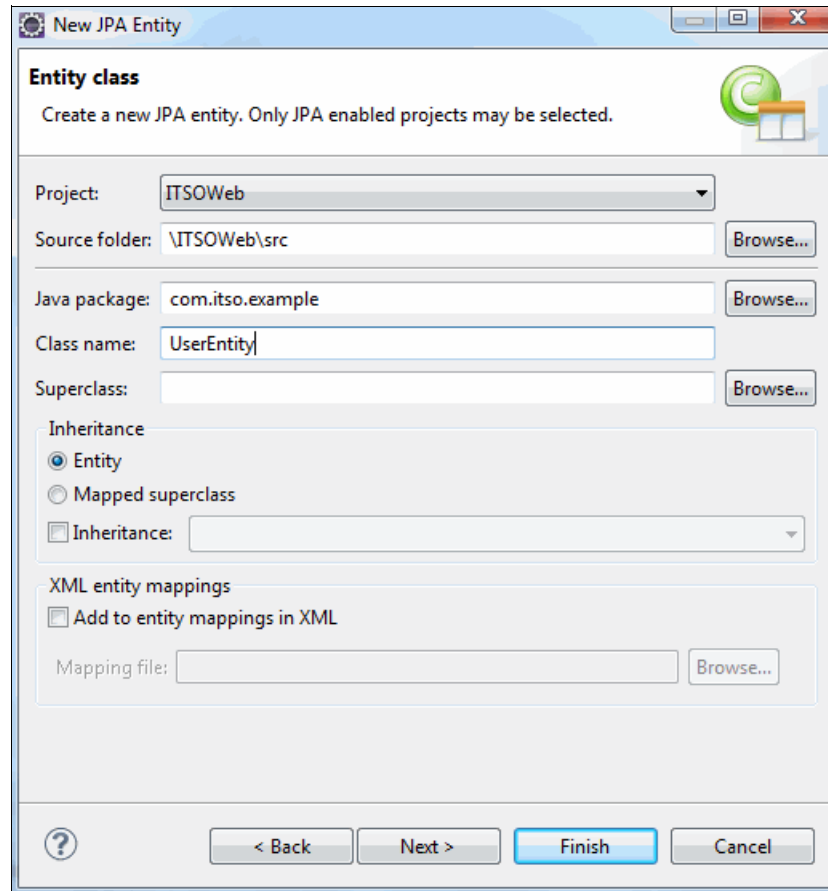 New JPA Entity
Entity class
Create a new JPA entity. Only JPA enabled projects may be selected.
Project: ITSOWeb
Source folder: \ITSOWeb\src Browse...
Java package: com.itso.example Browse...
Class name: UserEntity
Superclass: Browse...
Inheritance
Entity
Mapped superclass
Inheritance:
XML entity mappings
Add to entity mappings in XML
Mapping file: Browse...
? < Back Next > Finish Cancel